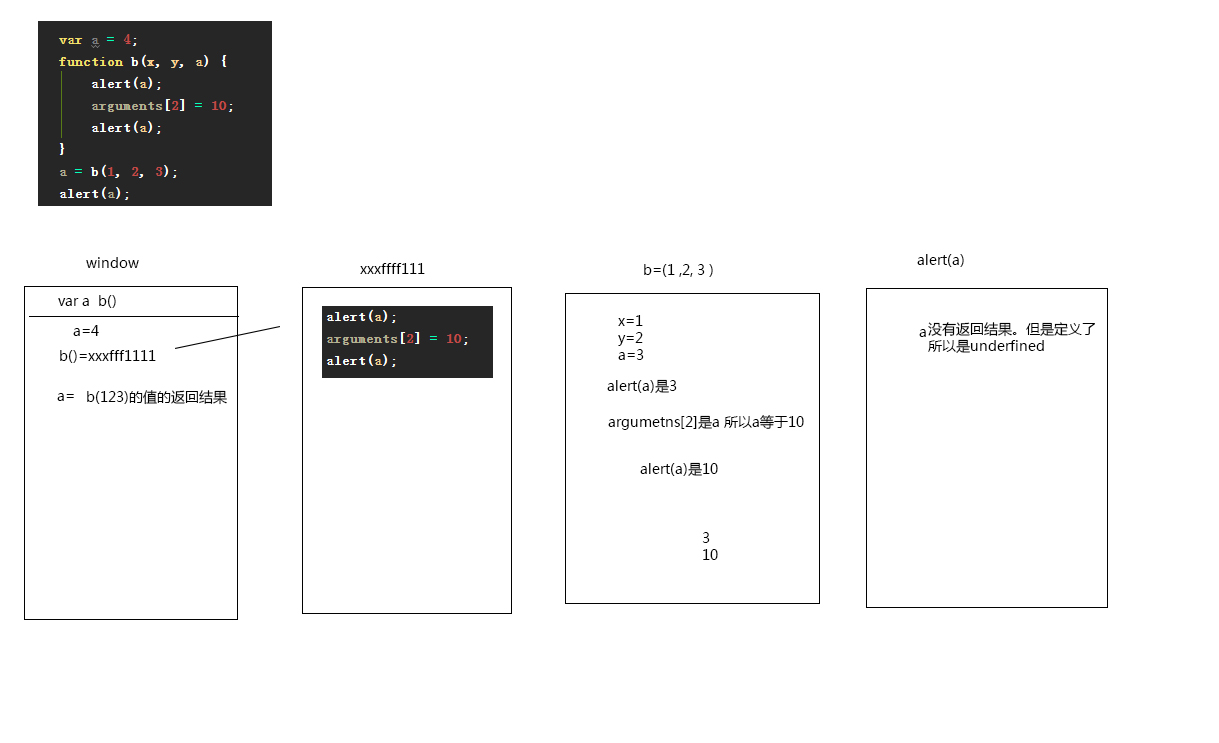 var a = 4;
function b(x, y, a) {
alert(a);
arguments[2] = 10;
alert(a);
}
a = b(1, 2, 3);
alert(a);
window
var a  b()
a=4
b()=xxxfff1111
a=  b(123)的值的返回结果
xxxffff111
alert(a);
arguments[2] = 10;
alert(a);
b=(1 ,2, 3 )
x=1
y=2
a=3
alert(a)是3
argumetns[2]是a 所以a等于10
alert(a)是10
3
10
alert(a)
a没有返回结果。但是定义了
所以是underfined